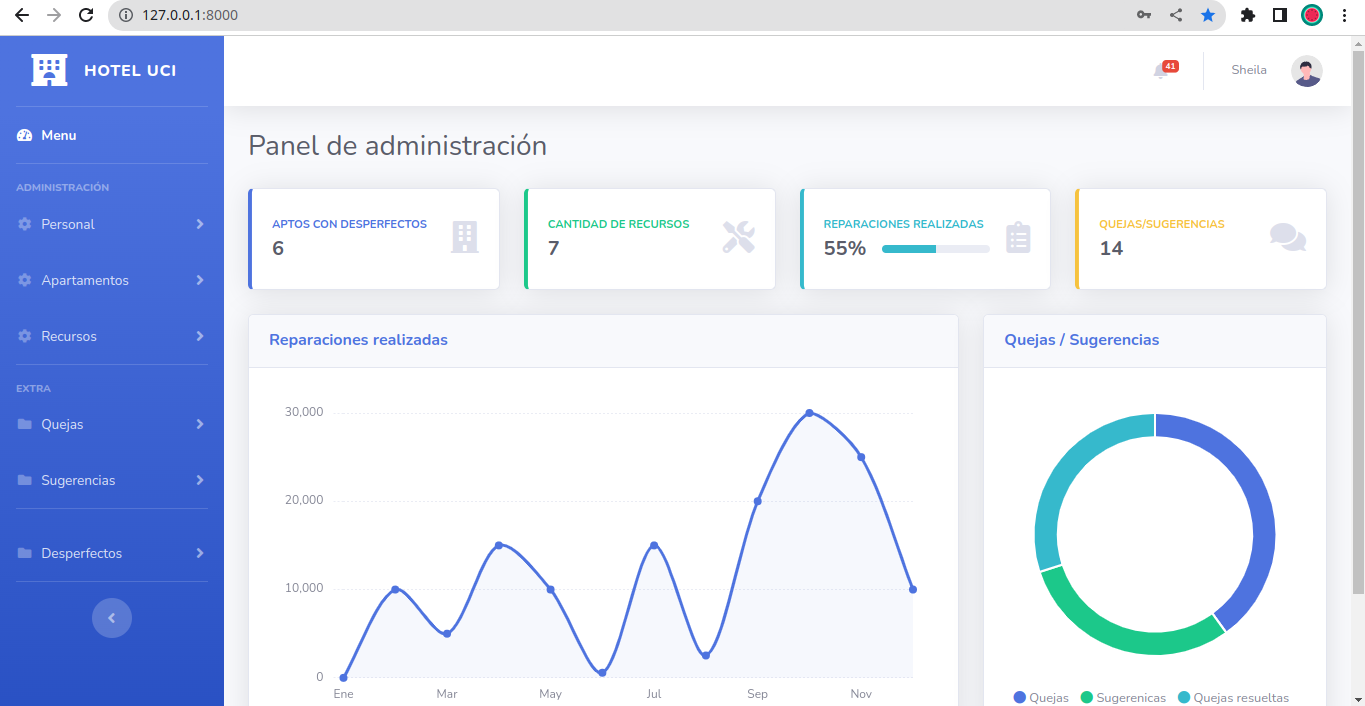 127.0.0.1:8000
HOTEL UCI
41
Sheila
Menu
ADMINISTRACIÓN
Personal
Apartamentos
Recursos
EXTRA
Quejas
Sugerencias
Desperfectos
Panel de administración
APTOS CON DESPERFECTOS
6
CANTIDAD DE RECURSOS
7
REPARACIONES REALIZADAS
55%
QUEJAS/SUGERENCIAS
14
Reparaciones realizadas
30,000
20,000
10,000
0
Ene Mar May Jul Sep Nov
Quejas / Sugerencias
Quejas Sugerenicas Quejas resueltas